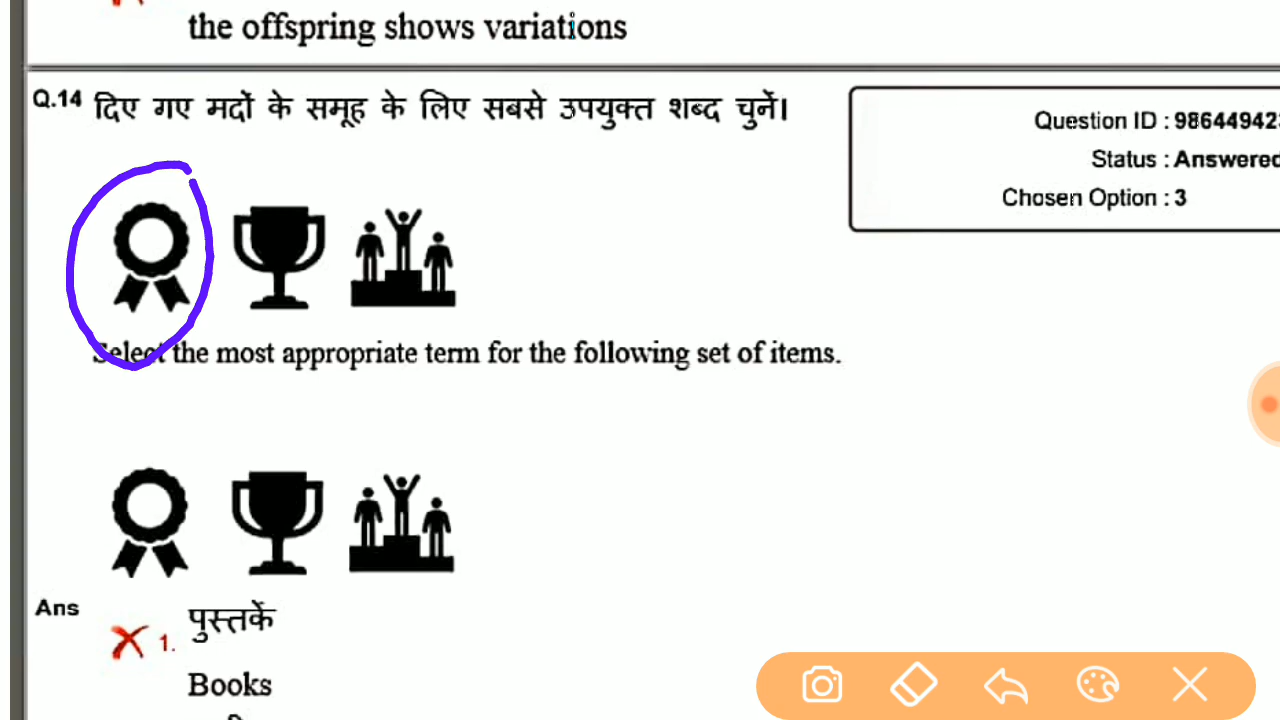 the offspring shows variations
Q.14 दिए गए मदों के समूह के लिए सबसे उपयुक्त शब्द चुनें।
Question ID : 98644942
Status : Answered
Chosen Option : 3
Select the most appropriate term for the following set of items.
Ans
1. पुस्तकें
Books